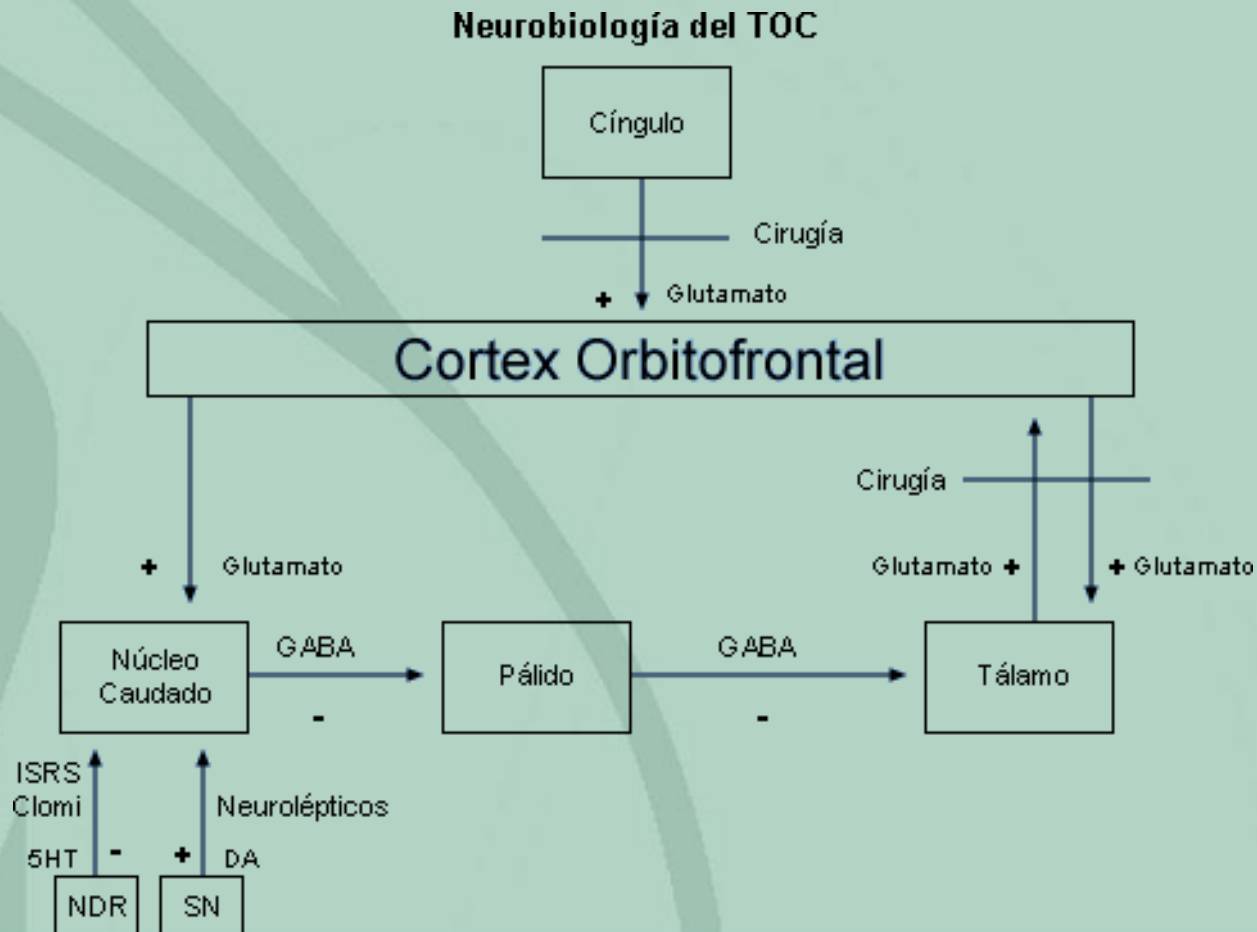 Neurobiología del TOC
Cíngulo
Cirugía
+ Glutamato
Cortex Orbitofrontal
Cirugía
+ Glutamato
Glutamato +
+ Glutamato
Núcleo
Caudado
GABA
-
Pálido
GABA
-
Tálamo
ISRS
Clomi
Neurolépticos
5HT -
+ DA
NDR
SN